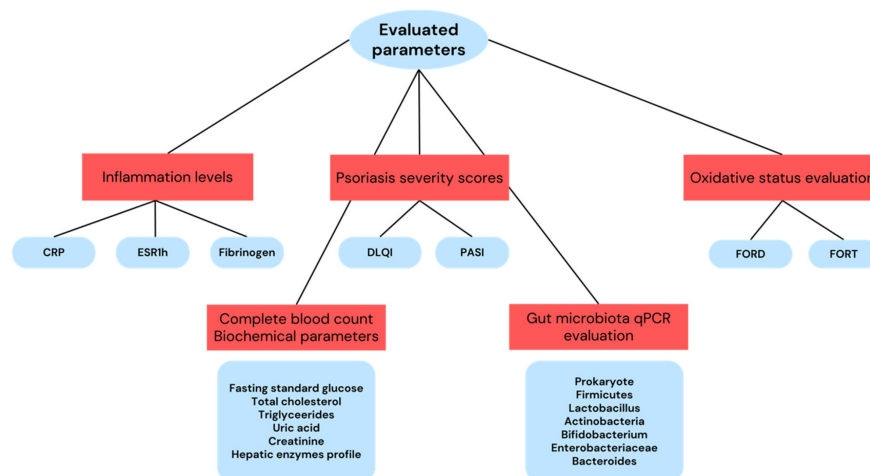 Evaluated
parameters
Inflammation levels
Psoriasis severity scores
Oxidative status evaluation
CRP
ESR1h
Fibrinogen
DLQI
PASI
FORD
FORT
Complete blood count
Biochemical parameters
Gut microbiota qPCR
evaluation
Fasting standard glucose
Total cholesterol
Triglyceerides
Uric acid
Creatinine
Hepatic enzymes profile
Prokaryote
Firmicutes
Lactobacillus
Actinobacteria
Bifidobacterium
Enterobacteriaceae
Bacteroides